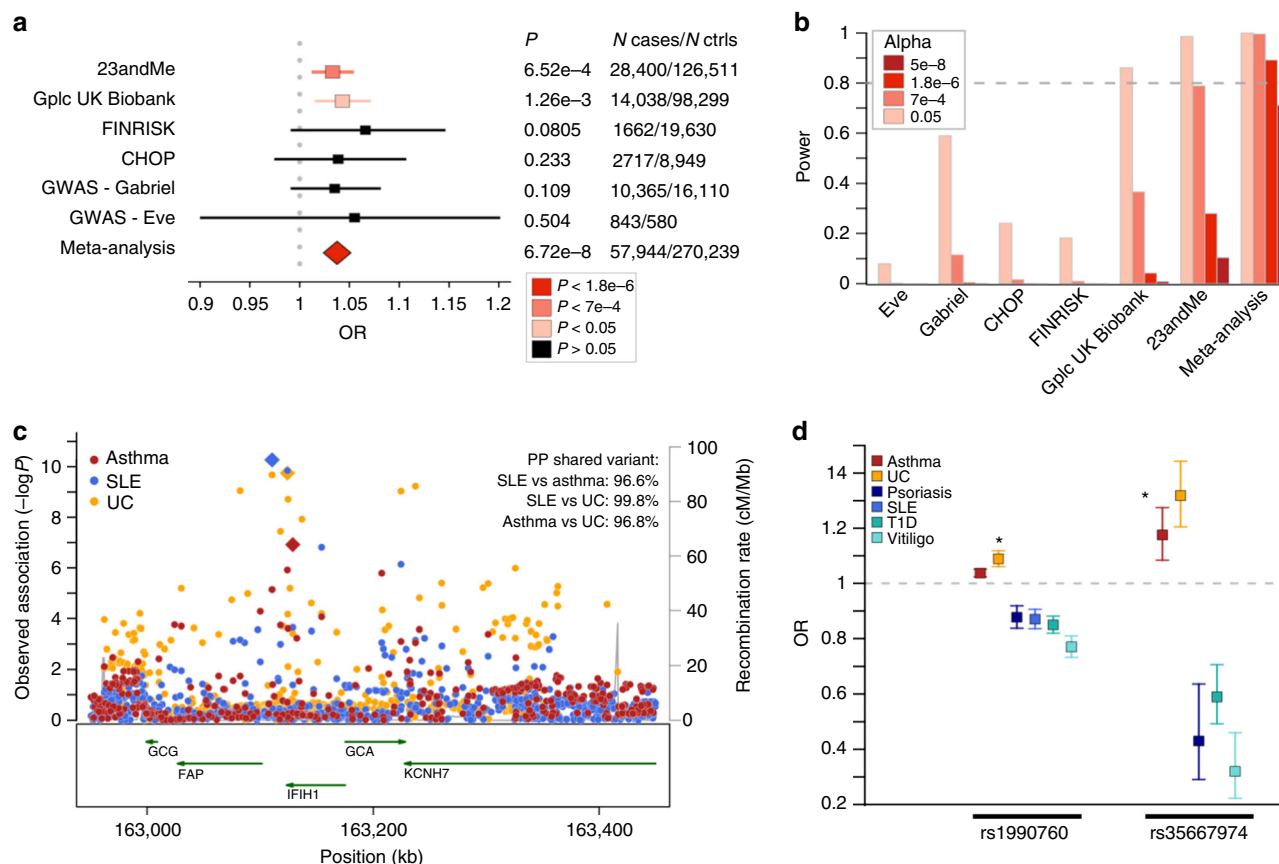 a
P N cases/N ctrls
23andMe 6.52e–4 28,400/126,511
Gplc UK Biobank 1.26e–3 14,038/98,299
FINRISK 0.0805 1662/19,630
CHOP 0.233 2717/8,949
GWAS - Gabriel 0.109 10,365/16,110
GWAS - Eve 0.504 843/580
Meta-analysis 6.72e–8 57,944/270,239
0.9 0.95 1 1.05 1.1 1.15 1.2
OR
P < 1.8e–6
P < 7e–4
P < 0.05
P > 0.05
b
Power
1
0.8
0.6
0.4
0.2
0
Alpha
5e–8
1.8e–6
7e–4
0.05
Eve
Gabriel
CHOP
FINRISK
Gplc UK Biobank
23andMe
Meta-analysis
c
Observed association (–logP)
10
8
6
4
2
0
Asthma
SLE
UC
PP shared variant:
SLE vs asthma: 96.6%
SLE vs UC: 99.8%
Asthma vs UC: 96.8%
100
80
60
40
20
0
Recombination rate (cM/Mb)
GCG
FAP
IFIH1
GCA
KCNH7
163,000 163,200 163,400
Position (kb)
d
OR
14
1.2
1
0.8
0.6
0.4
0.2
Asthma
UC
Psoriasis
SLE
T1D
Vitiligo
*
*
rs1990760 rs35667974